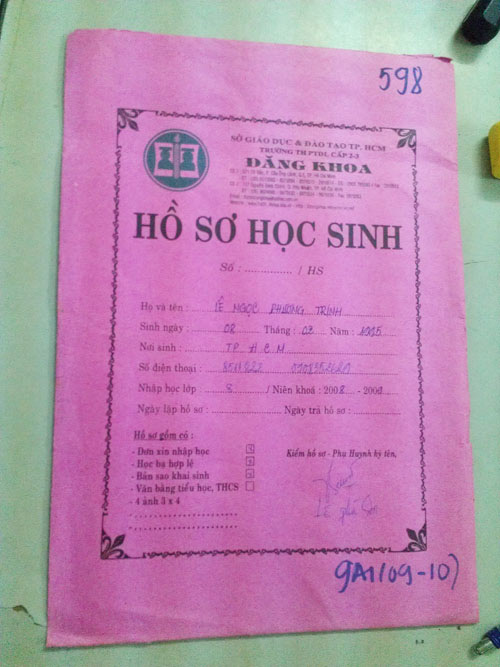 598
SỞ GIÁO DỤC & ĐÀO TẠO TP. HCM
TRƯỜNG THPTDL CẤP 2-3
ĐĂNG KHOA
HỒ SƠ HỌC SINH
Số : .............. / HS
Họ và tên : LÊ NGỌC PHƯƠNG TRINH
Sinh ngày : 02 Tháng : 03 Năm : 1995
Nơi sinh : TP HCM
Số điện thoại :
Nhập học lớp : 8 / Niên khoá : 2008 - 2009
Ngày lập hồ sơ : Ngày trả hồ sơ :
Hồ sơ gồm có :
Kiểm hồ sơ - Phụ Huynh ký tên,
- Đơn xin nhập học
- Học bạ hợp lệ
- Bản sao khai sinh
- Văn bằng tiểu học, THCS
- 4 ảnh 3 x 4
9A1(09-10)